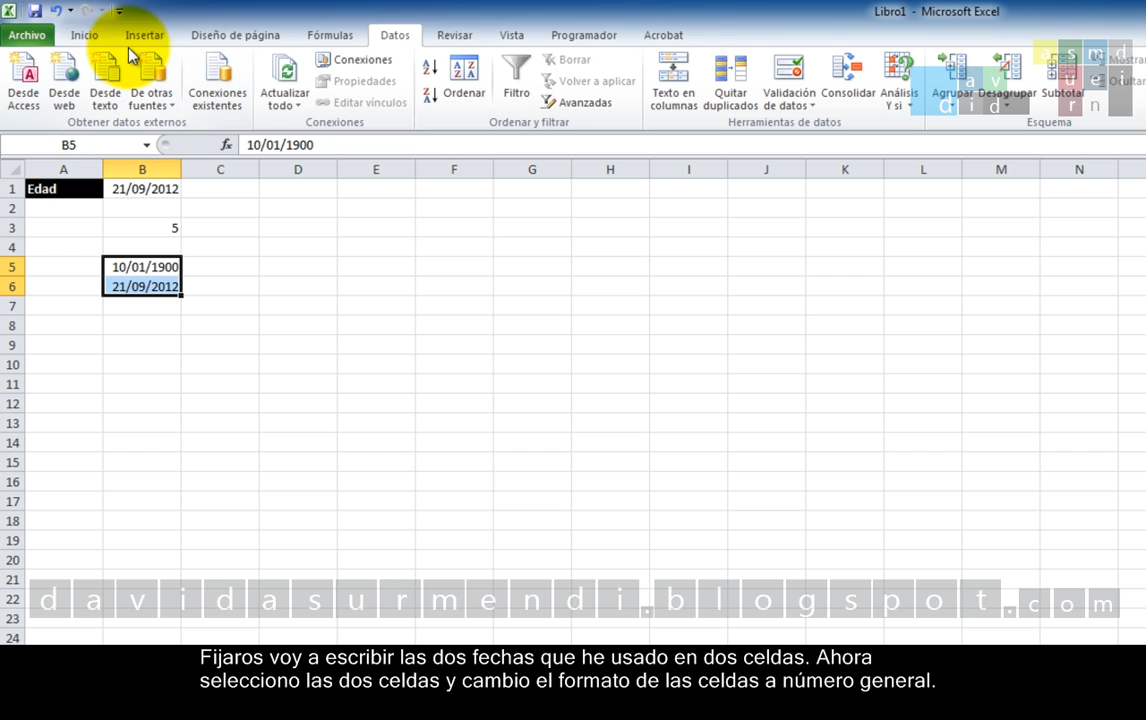 Libro1 - Microsoft Excel
Archivo Inicio Insertar Diseño de página Fórmulas Datos Revisar Vista Programador Acrobat
Desde Access
Desde web
Desde texto
De otras fuentes
Conexiones existentes
Obtener datos externos
Actualizar todo
Conexiones
Propiedades
Editar vínculos
Conexiones
Ordenar
Filtro
Borrar
Volver a aplicar
Avanzadas
Ordenar y filtrar
Texto en columnas
Quitar duplicados
Validación de datos
Consolidar
Análisis Y si
Herramientas de datos
Agrupar
Desagrupar
Subtotal
Esquema
B5 fx 10/01/1900
A B C D E F G H I J K L M N
1 Edad 21/09/2012
2
3 5
4
5 10/01/1900
6 21/09/2012
7
8
9
10
11
12
13
14
15
16
17
18
19
20
21
22
23
24
davidasurmendi.blogspot.com
Fijaros voy a escribir las dos fechas que he usado en dos celdas. Ahora
selecciono las dos celdas y cambio el formato de las celdas a número general.